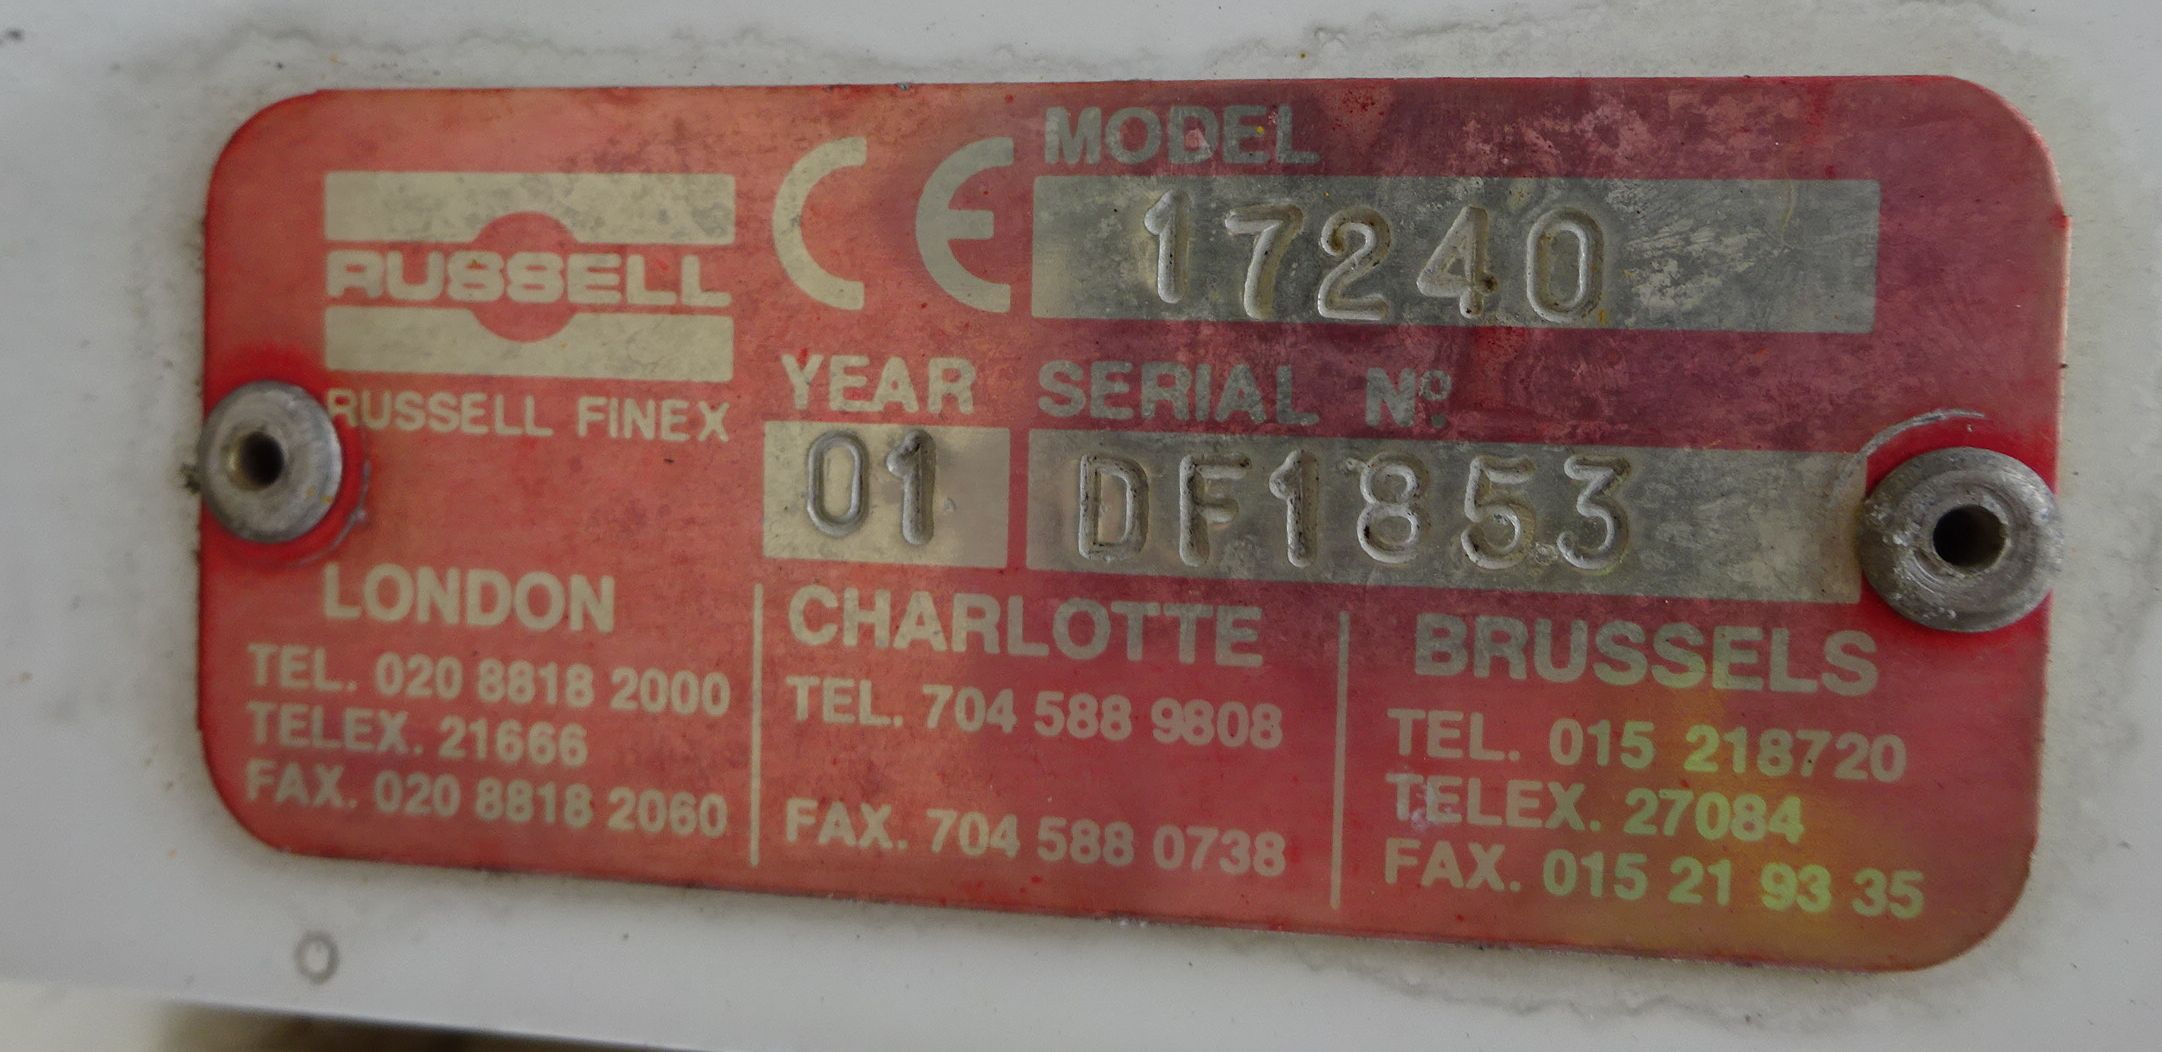 RUSSELL
RUSSELL FINEX
CE
MODEL
17240
YEAR
01
SERIAL Nº.
DF1853
LONDON
TEL. 020 8818 2000
TELEX. 21666
FAX. 020 8818 2060
CHARLOTTE
TEL. 704 588 9808
FAX. 704 588 0738
BRUSSELS
TEL. 015 218720
TELEX. 27084
FAX. 015 21 93 35